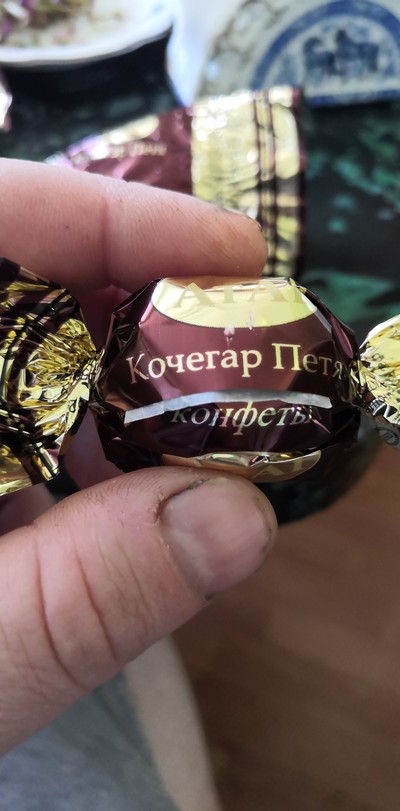 Кочегар Петя
конфеты